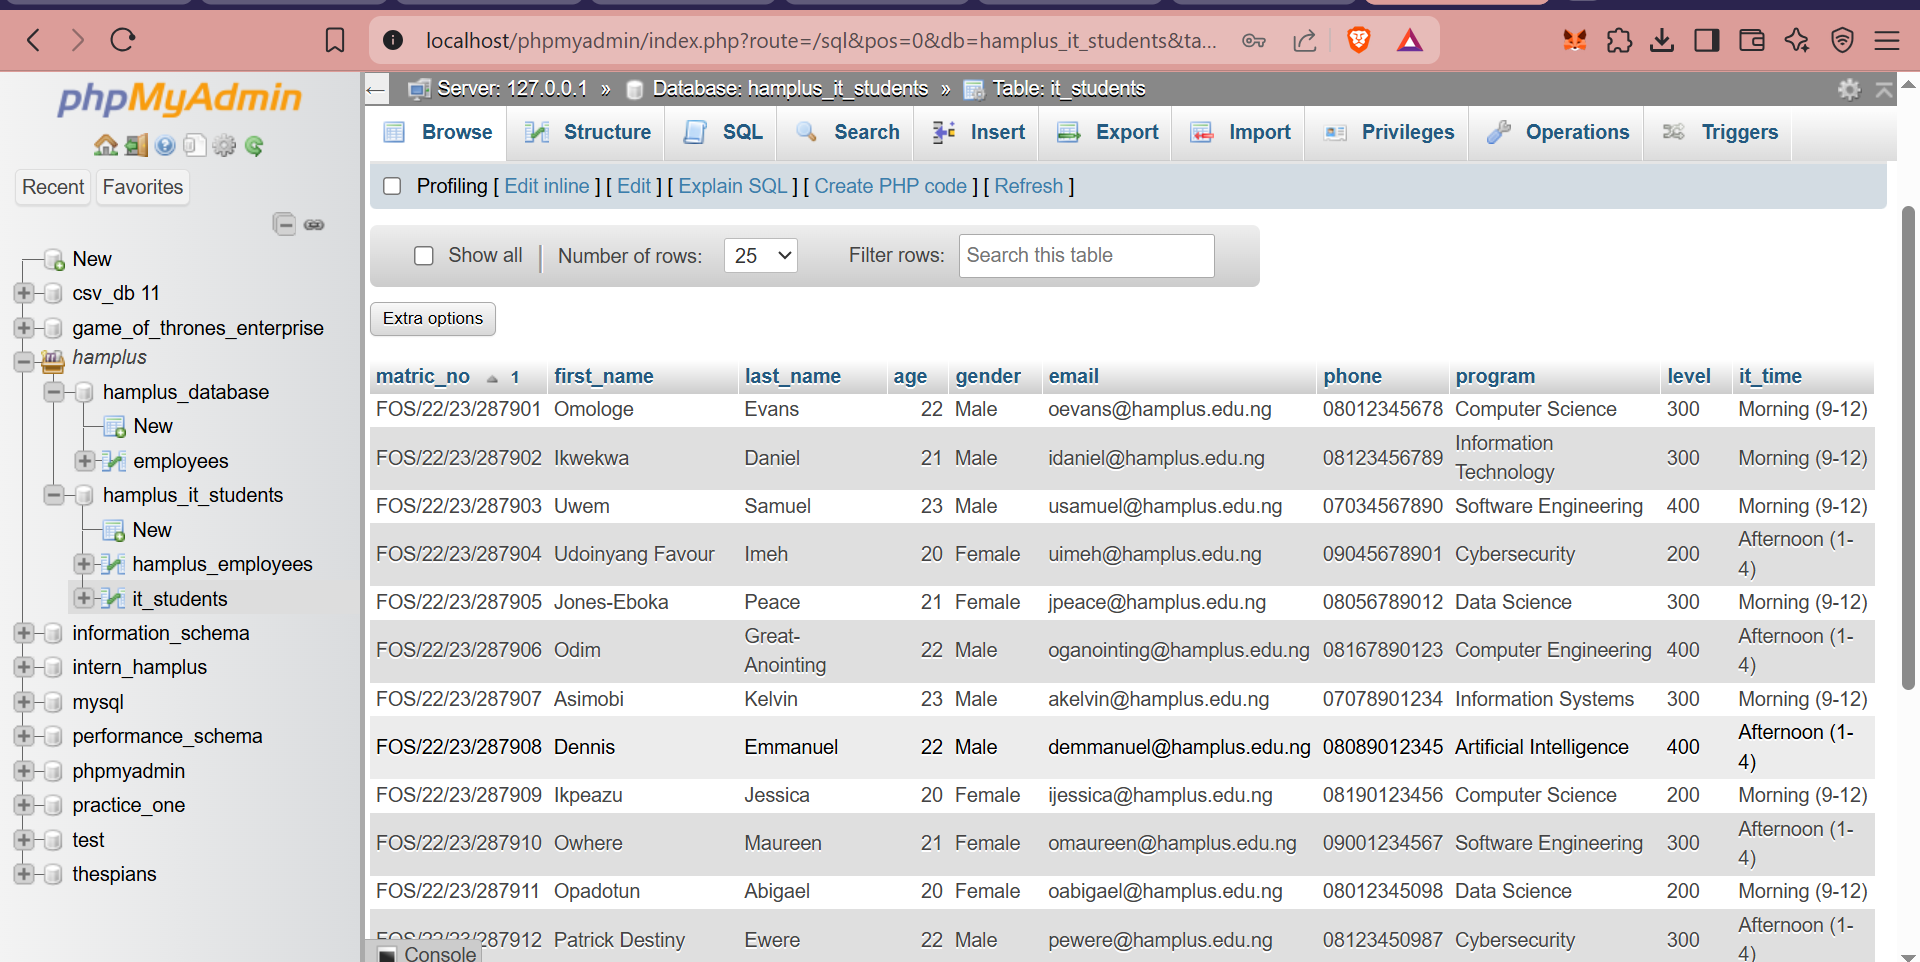 localhost/phpmyadmin/index.php?route=/sql&pos=0&db=hamplus_it_students&ta...
phpMyAdmin
Recent Favorites
New
csv_db 11
game_of_thrones_enterprise
hamplus
hamplus_database
New
employees
hamplus_it_students
New
hamplus_employees
it_students
information_schema
intern_hamplus
mysql
performance_schema
phpmyadmin
practice_one
test
thespians
Server: 127.0.0.1 » Database: hamplus_it_students » Table: it_students
Browse Structure SQL Search Insert Export Import Privileges Operations Triggers
Profiling [ Edit inline ] [ Edit ] [ Explain SQL ] [ Create PHP code ] [ Refresh ]
Show all Number of rows: 25 Filter rows: Search this table
Extra options
matric_no 1 first_name last_name age gender email phone program level it_time
FOS/22/23/287901 Omologe Evans 22 Male oevans@hamplus.edu.ng 08012345678 Computer Science 300 Morning (9-12)
FOS/22/23/287902 Ikwekwa Daniel 21 Male idaniel@hamplus.edu.ng 08123456789 Information Technology 300 Morning (9-12)
FOS/22/23/287903 Uwem Samuel 23 Male usamuel@hamplus.edu.ng 07034567890 Software Engineering 400 Morning (9-12)
FOS/22/23/287904 Udoinyang Favour Imeh 20 Female uimeh@hamplus.edu.ng 09045678901 Cybersecurity 200 Afternoon (1-4)
FOS/22/23/287905 Jones-Eboka Peace 21 Female jpeace@hamplus.edu.ng 08056789012 Data Science 300 Morning (9-12)
FOS/22/23/287906 Odim Great-Anointing 22 Male oganointing@hamplus.edu.ng 08167890123 Computer Engineering 400 Afternoon (1-4)
FOS/22/23/287907 Asimobi Kelvin 23 Male akelvin@hamplus.edu.ng 07078901234 Information Systems 300 Morning (9-12)
FOS/22/23/287908 Dennis Emmanuel 22 Male demmanuel@hamplus.edu.ng 08089012345 Artificial Intelligence 400 Afternoon (1-4)
FOS/22/23/287909 Ikpeazu Jessica 20 Female ijessica@hamplus.edu.ng 08190123456 Computer Science 200 Morning (9-12)
FOS/22/23/287910 Owhere Maureen 21 Female omaureen@hamplus.edu.ng 09001234567 Software Engineering 300 Afternoon (1-4)
FOS/22/23/287911 Opadotun Abigael 20 Female oabigael@hamplus.edu.ng 08012345098 Data Science 200 Morning (9-12)
FOS/22/23/287912 Patrick Destiny Ewere 22 Male pewere@hamplus.edu.ng 08123450987 Cybersecurity 300 Afternoon (1-4)
Console